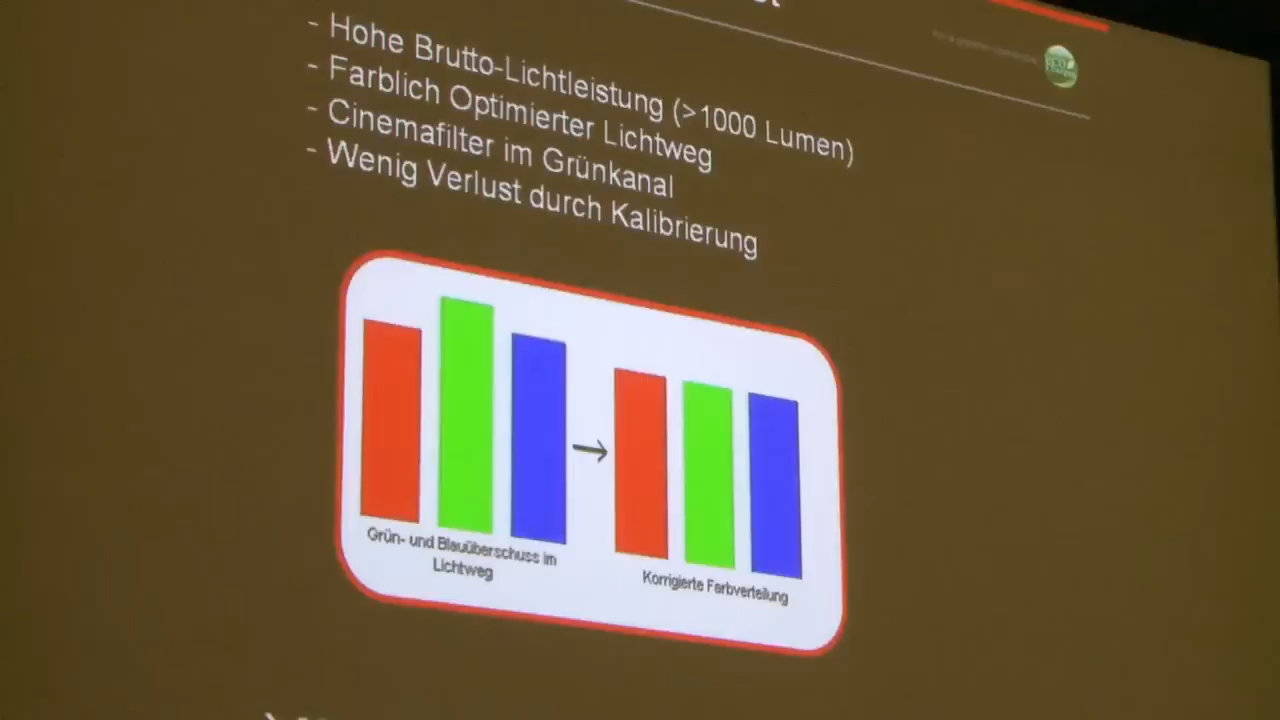 - Hohe Brutto-Lichtleistung (>1000 Lumen)
- Farblich Optimierter Lichtweg
- Cinemafilter im Grünkanal
- Wenig Verlust durch Kalibrierung
Grün- und Blauüberschuss im
Lichtweg
Korrigierte Farbverteilung